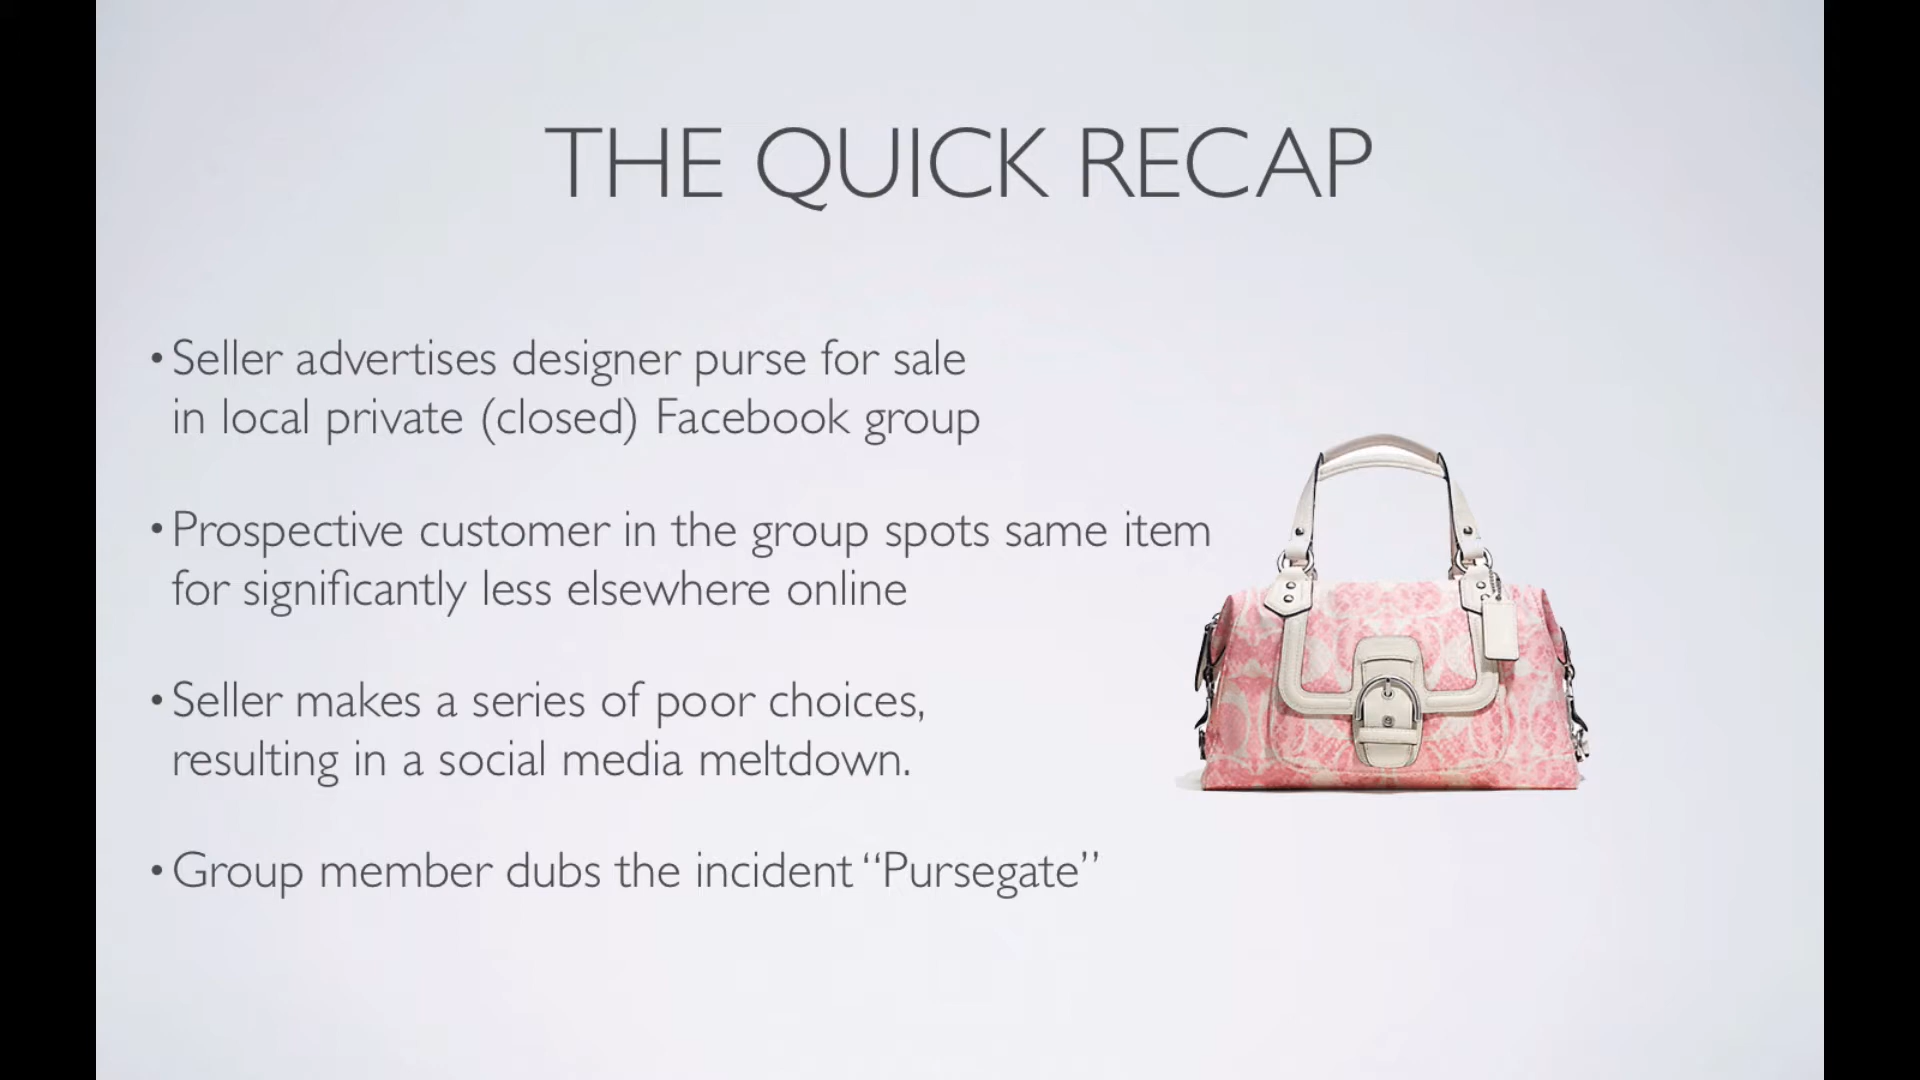 THE QUICK RECAP
• Seller advertises designer purse for sale
in local private (closed) Facebook group
• Prospective customer in the group spots same item
for significantly less elsewhere online
• Seller makes a series of poor choices,
resulting in a social media meltdown.
• Group member dubs the incident “Pursegate”